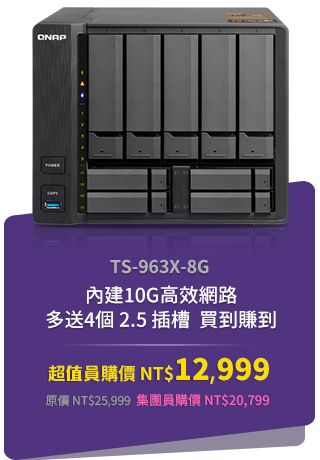 QNAP
POWER
COPY
TS-963X-8G
內建10G高效網路
多送4個 2.5 插槽 買到賺到
超值員購價 NT$12,999
原價 NT$25,999 集團員購價 NT$20,799